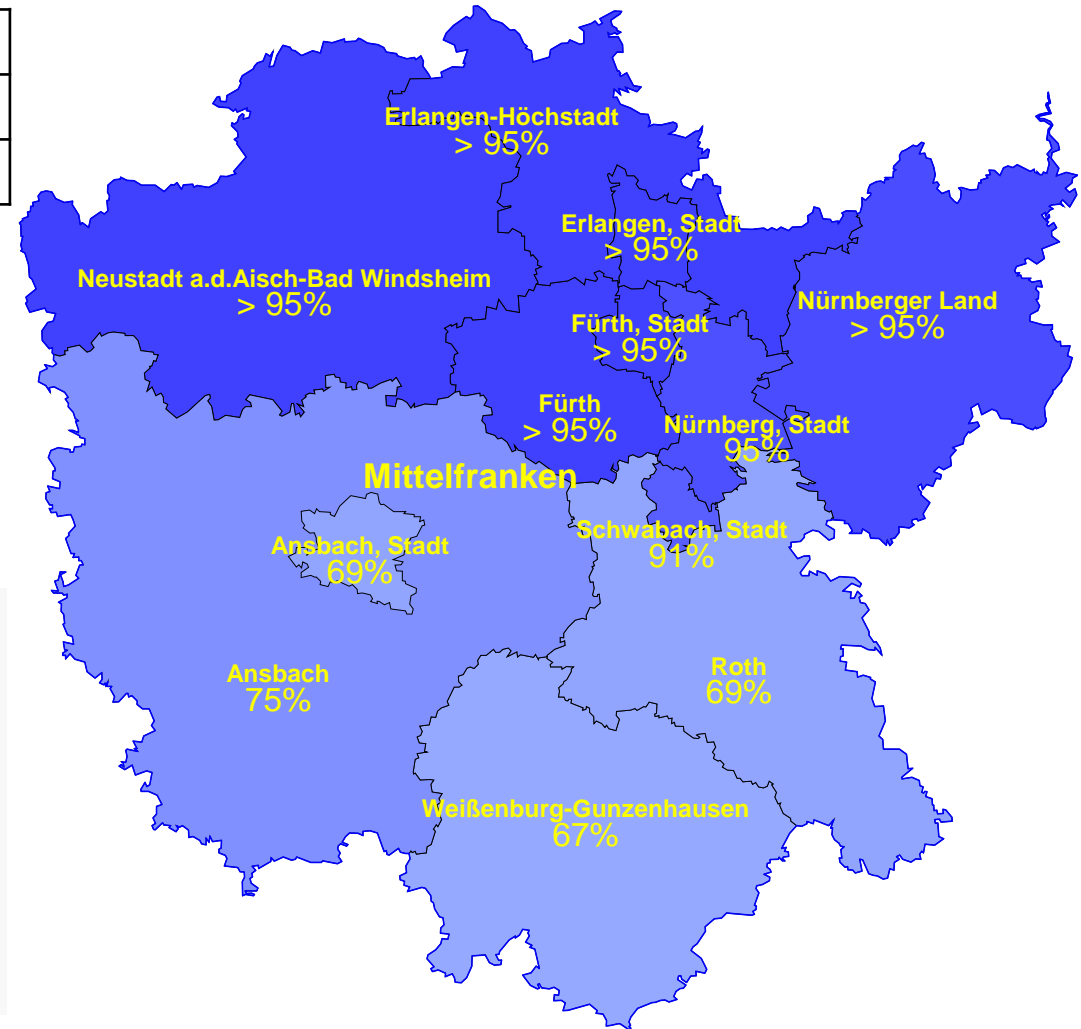 Erlangen-Höchstadt
> 95%
Erlangen, Stadt
> 95%
Neustadt a.d.Aisch-Bad Windsheim
> 95%
Nürnberger Land
> 95%
Fürth, Stadt
> 95%
Fürth
> 95%
Nürnberg, Stadt
95%
Mittelfranken
Schwabach, Stadt
91%
Ansbach, Stadt
69%
Ansbach
75%
Roth
69%
Weißenburg-Gunzenhausen
67%